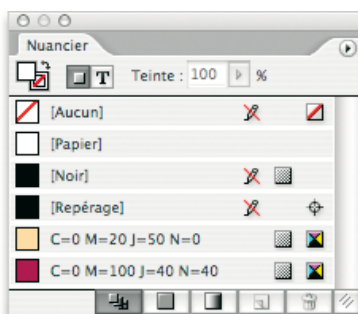 Nuancier
T Teinte : 100 %
[Aucun]
[Papier]
[Noir]
[Repérage]
C=0 M=20 J=50 N=0
C=0 M=100 J=40 N=40